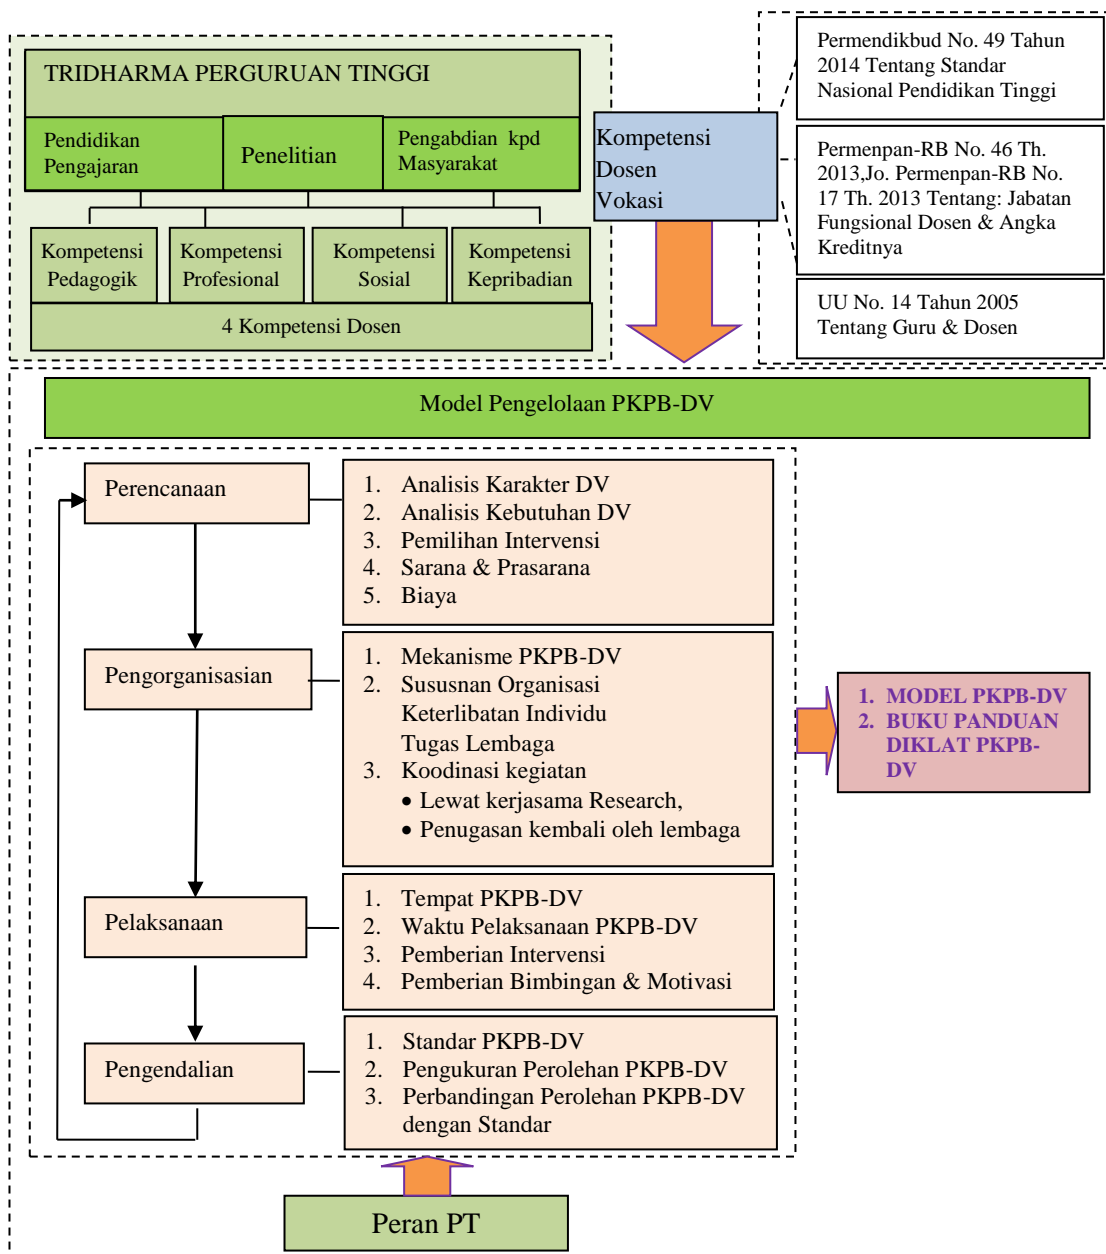 TRIDHARMA PERGURUAN TINGGI
Pendidikan
Pengajaran
Penelitian
Pengabdian kpd
Masyarakat
Kompetensi
Pedagogik
Kompetensi
Profesional
Kompetensi
Sosial
Kompetensi
Kepribadian
4 Kompetensi Dosen
Kompetensi
Dosen
Vokasi
Permendikbud No. 49 Tahun
2014 Tentang Standar
Nasional Pendidikan Tinggi
Permenpan-RB No. 46 Th.
2013,Jo. Permenpan-RB No.
17 Th. 2013 Tentang: Jabatan
Fungsional Dosen & Angka
Kreditnya
UU No. 14 Tahun 2005
Tentang Guru & Dosen
Model Pengelolaan PKPB-DV
Perencanaan
1. Analisis Karakter DV
2. Analisis Kebutuhan DV
3. Pemilihan Intervensi
4. Sarana & Prasarana
5. Biaya
Pengorganisasian
1. Mekanisme PKPB-DV
2. Sususnan Organisasi
Keterlibatan Individu
Tugas Lembaga
3. Koodinasi kegiatan
• Lewat kerjasama Research,
• Penugasan kembali oleh lembaga
Pelaksanaan
1. Tempat PKPB-DV
2. Waktu Pelaksanaan PKPB-DV
3. Pemberian Intervensi
4. Pemberian Bimbingan & Motivasi
Pengendalian
1. Standar PKPB-DV
2. Pengukuran Perolehan PKPB-DV
3. Perbandingan Perolehan PKPB-DV
dengan Standar
1. MODEL PKPB-DV
2. BUKU PANDUAN
DIKLAT PKPB-
DV
Peran PT